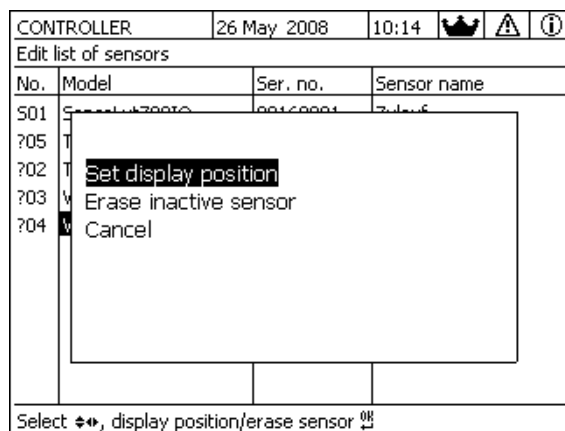 CONTROLLER 26 May 2008 10:14
Edit list of sensors
No. Model Ser. no. Sensor name
S01
?05 T
?02 T
?03
?04
Set display position
Erase inactive sensor
Cancel
Select display position/erase sensor OK